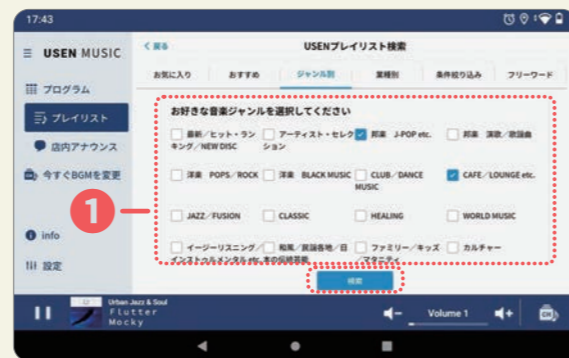 17:43
USEN MUSIC
戻る
USENプレイリスト検索
お気に入り
おすすめ
ジャンル別
業種別
条件絞り込み
フリーワード
プログラム
プレイリスト
店内アナウンス
今すぐBGMを変更
info
設定
お好きな音楽ジャンルを選択してください
最新/ヒット・ラン
キング/NEW DISC
アーティスト・セレク
ション
邦楽 J-POP etc.
邦楽 演歌/歌謡曲
洋楽 POPS/ROCK
洋楽 BLACK MUSIC
CLUB/DANCE
MUSIC
CAFE/LOUNGE etc.
1
JAZZ/FUSION
CLASSIC
HEALING
WORLD MUSIC
イージーリスニング/
インストゥルメンタル etc.
和風/民謡各地/日
本の伝統芸能
ファミリー/キッズ
/マタニティ
カルチャー
検索
Urban Jazz & Soul
Flutter
Mocky
Volume 1
CM